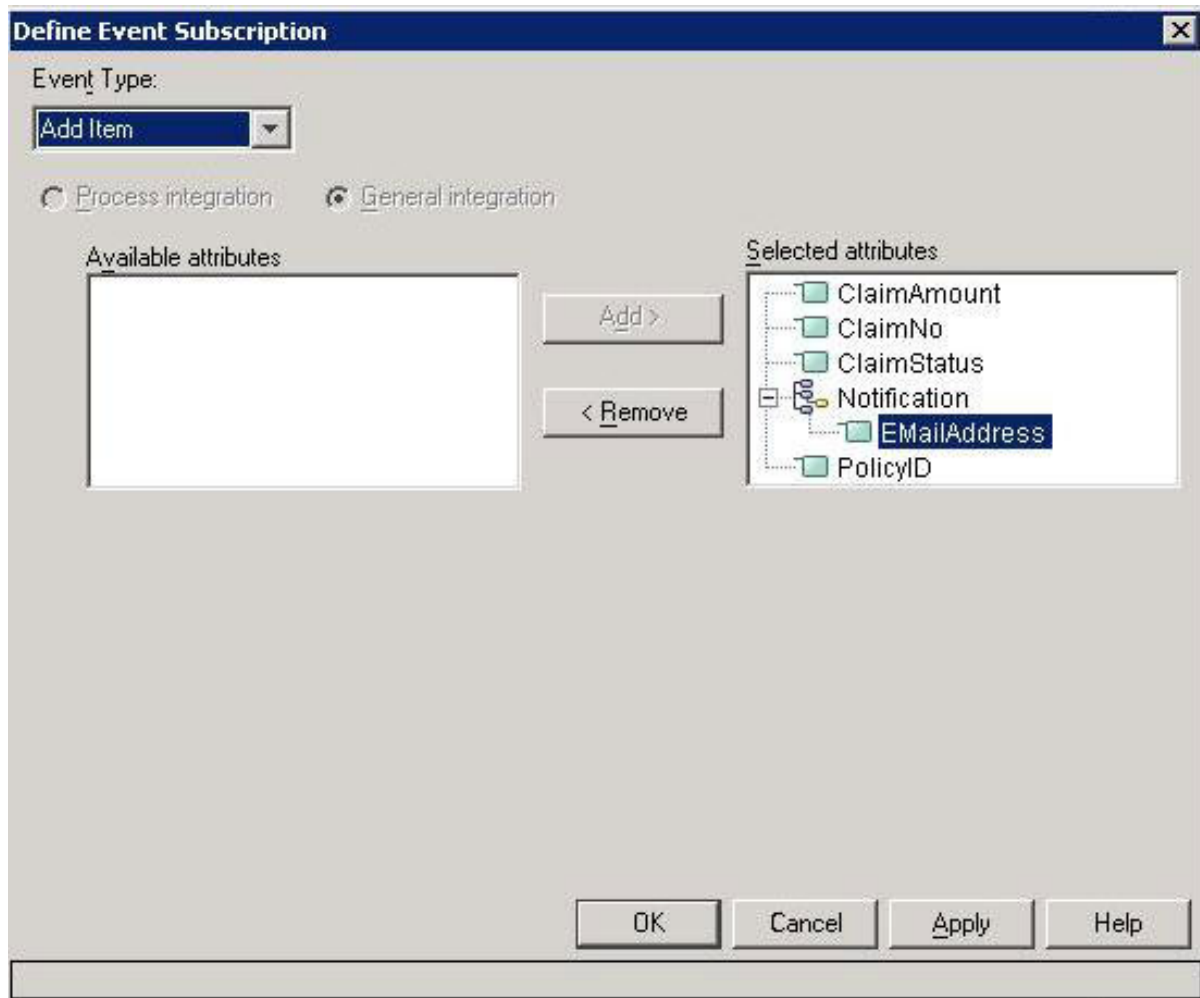 Define Event Subscription
Event Type:
Add Item
Process integration
General integration
Available attributes
Selected attributes
Add >
< Remove
ClaimAmount
ClaimNo
ClaimStatus
Notification
EMailAddress
PolicyID
OK
Cancel
Apply
Help